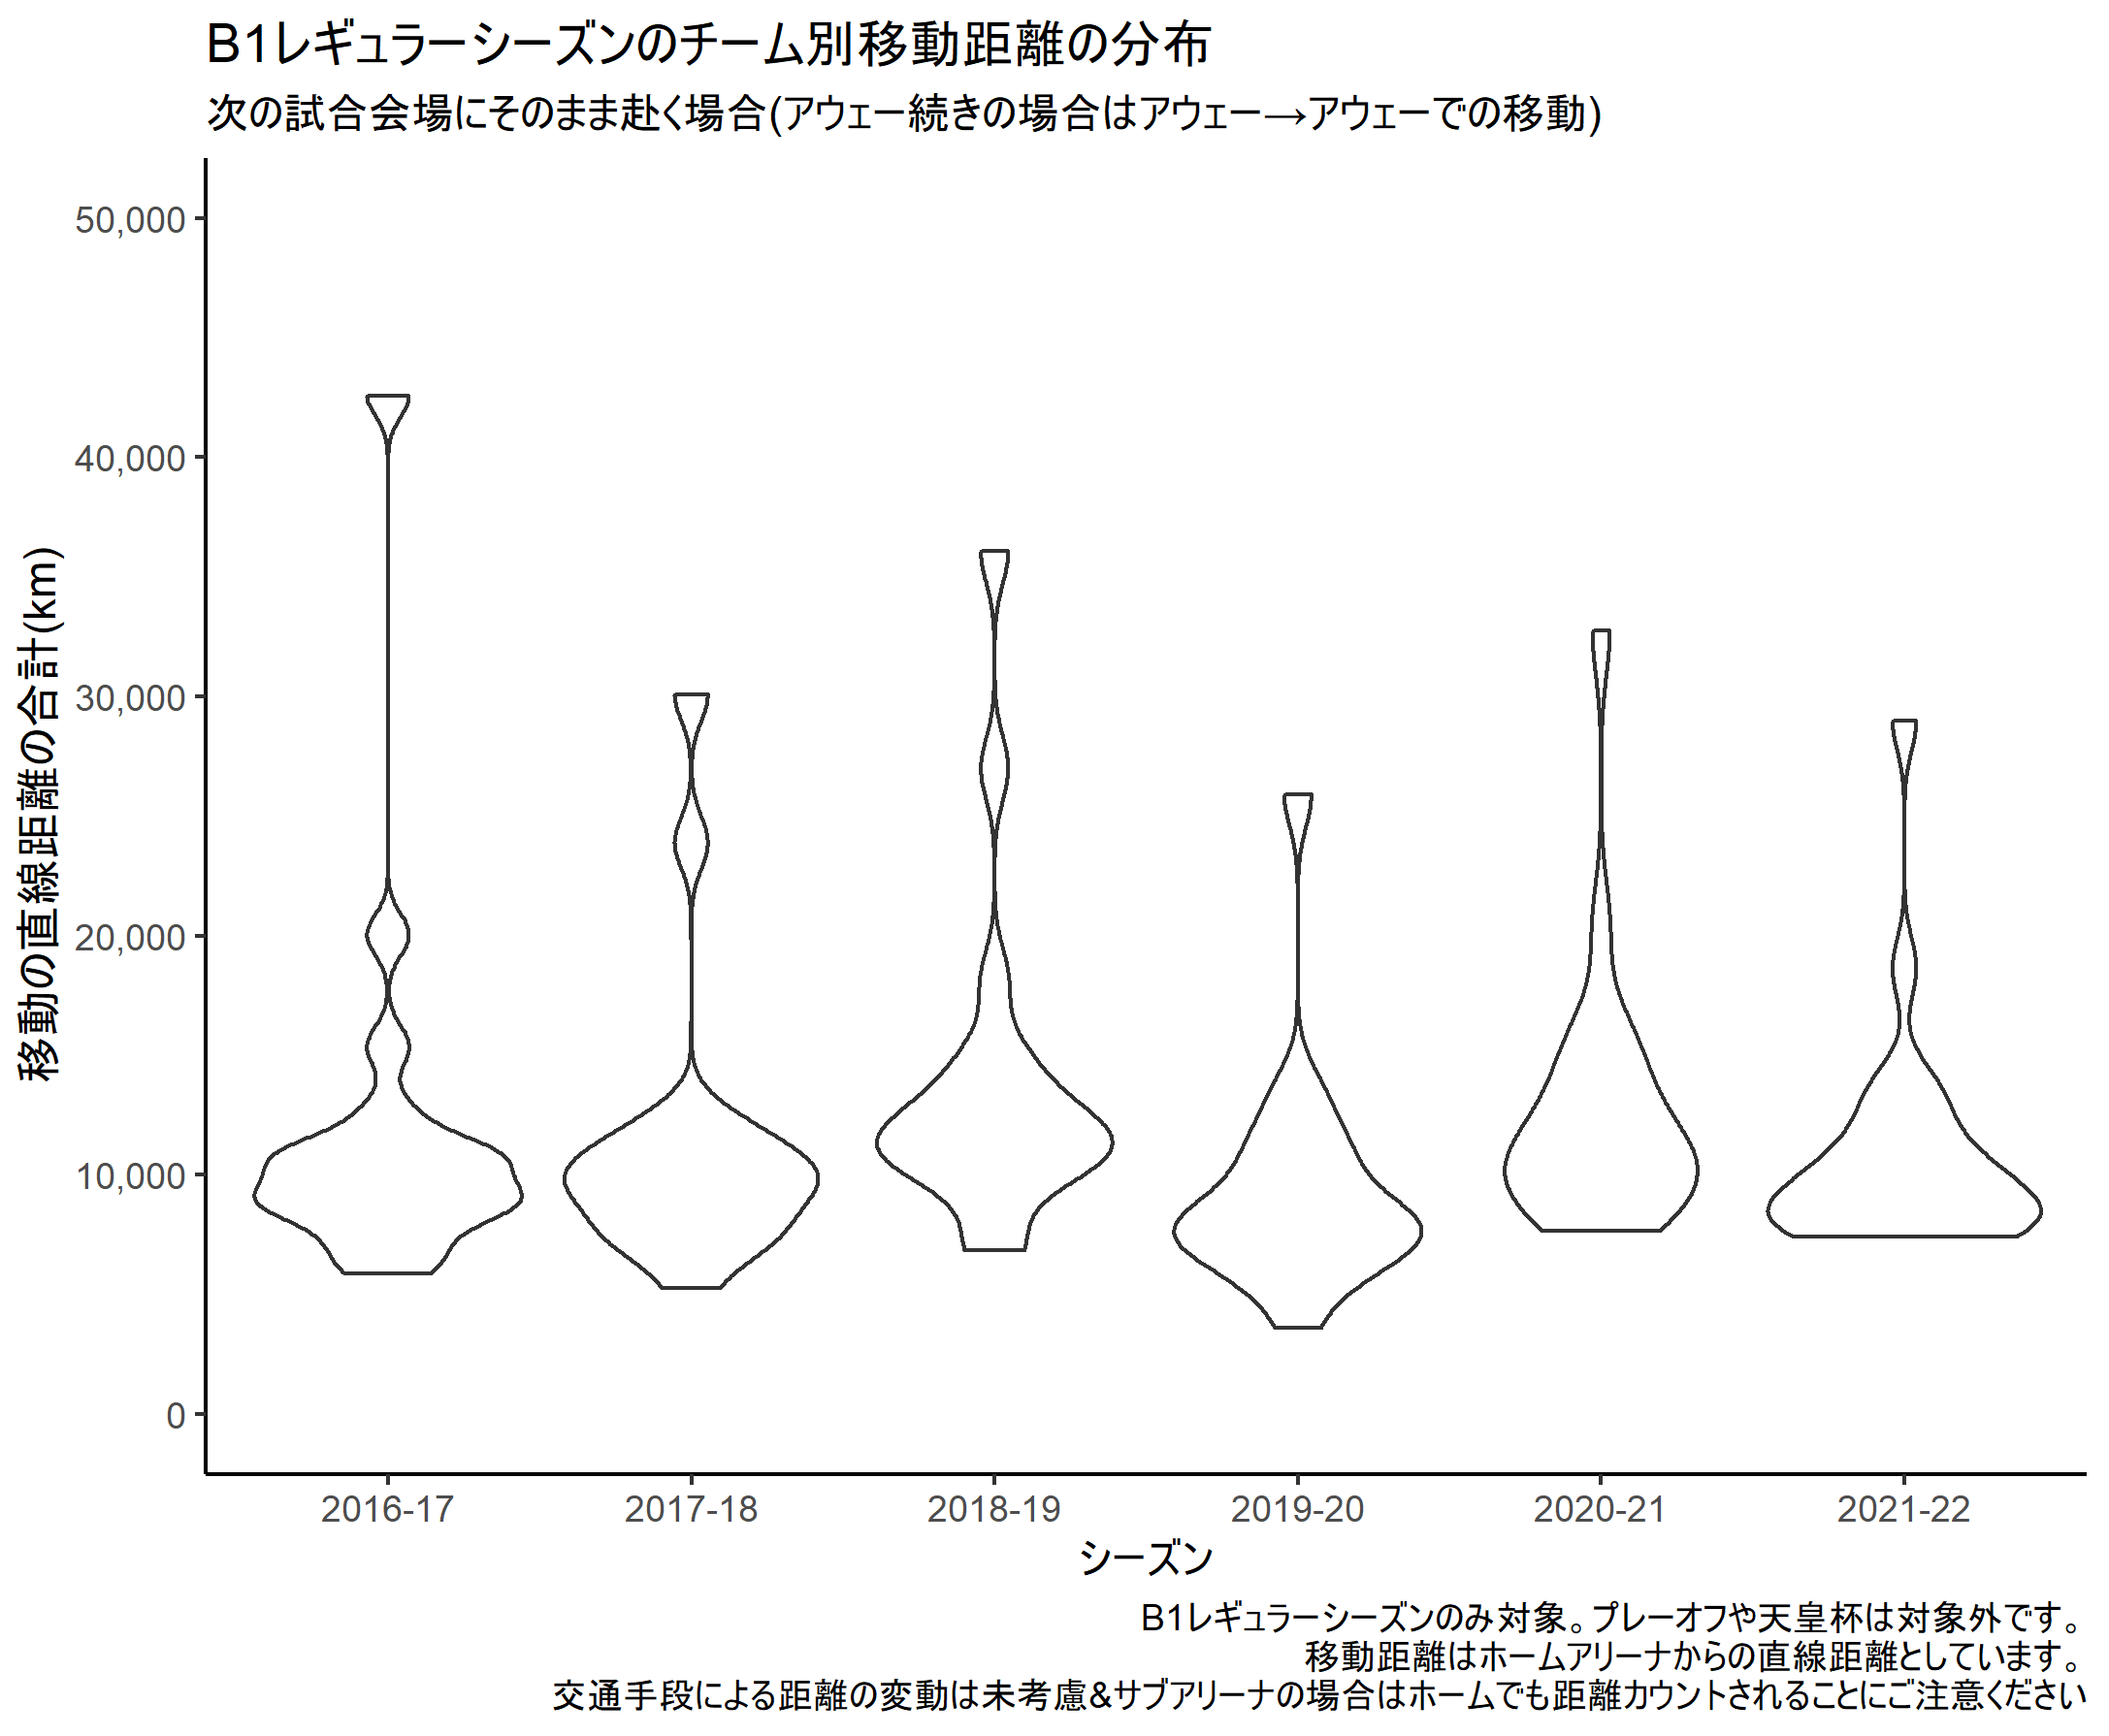 B1レギュラーシーズンのチーム別移動距離の分布
次の試合会場にそのまま赴く場合(アウェー続きの場合はアウェー→アウェーでの移動)
移動の直線距離の合計(km)
50,000
40,000
30,000
20,000
10,000
0
2016-17
2017-18
2018-19
2019-20
2020-21
2021-22
シーズン
B1レギュラーシーズンのみ対象。プレーオフや天皇杯は対象外です。
移動距離はホームアリーナからの直線距離としています。
交通手段による距離の変動は未考慮&サブアリーナの場合はホームでも距離カウントされることにご注意ください